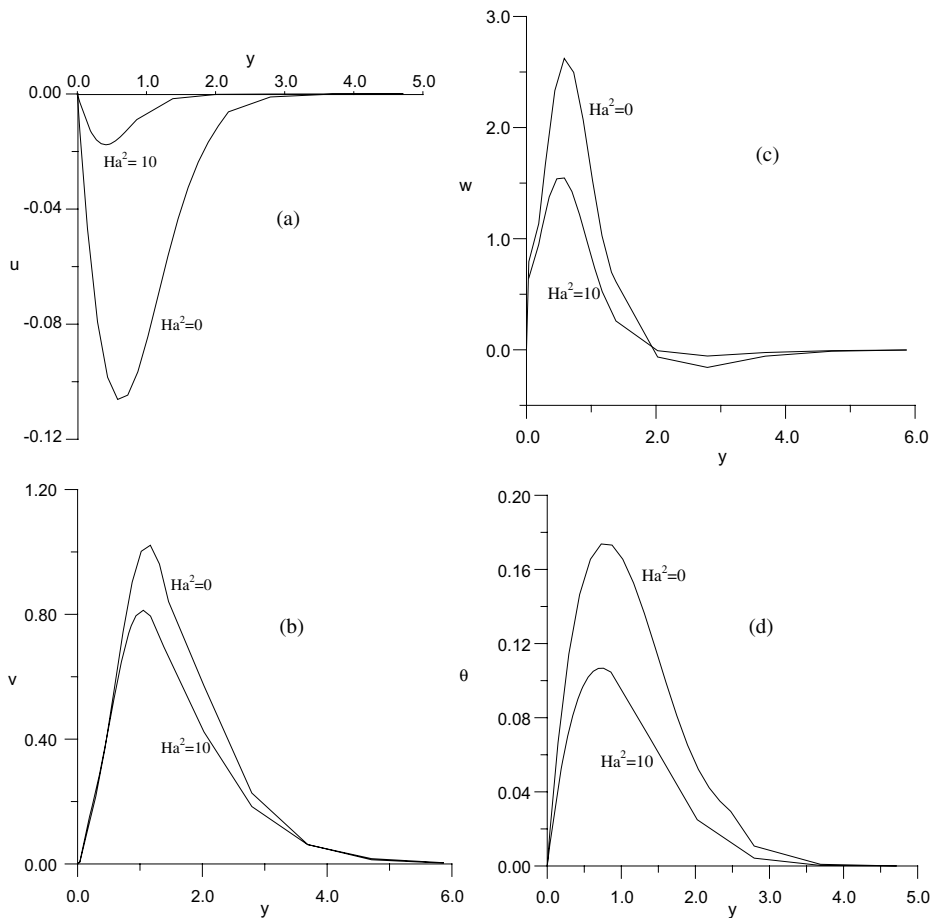 y
0.0 1.0 2.0 3.0 4.0 5.0
0.00
-0.04
-0.08
-0.12
u
Ha²= 10
Ha²=0
(a)
3.0
2.0
1.0
0.0
w
Ha²=0
Ha²=10
(c)
0.0 2.0 4.0 6.0
y
1.20
0.80
0.40
0.00
v
Ha²=0
Ha²=10
(b)
0.0 2.0 4.0 6.0
y
0.20
0.16
0.12
0.08
0.04
0.00
θ
Ha²=0
Ha²=10
(d)
0.0 1.0 2.0 3.0 4.0 5.0
y